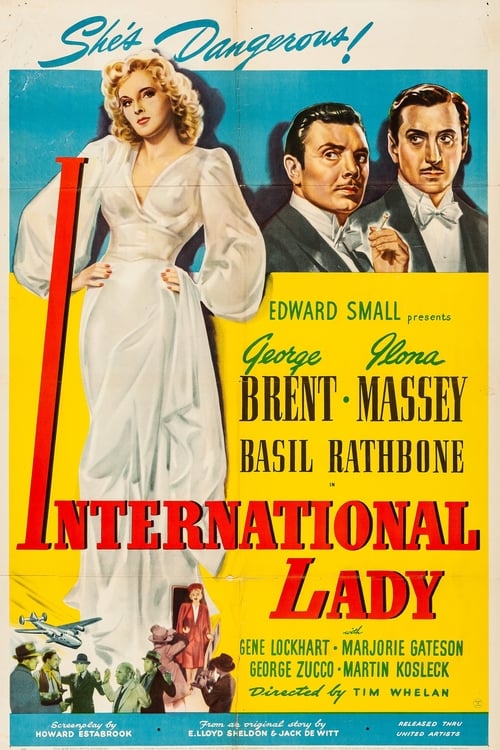 She's Dangerous!
EDWARD SMALL presents
George Ilona
BRENT · MASSEY
BASIL RATHBONE
IN
INTERNATIONAL
LADY
with
GENE LOCKHART · MARJORIE GATESON
GEORGE ZUCCO · MARTIN KOSLECK
Directed by TIM WHELAN
Screenplay by
HOWARD ESTABROOK
From an original story by
E. LLOYD SHELDON & JACK DE WITT
RELEASED THRU
UNITED ARTISTS